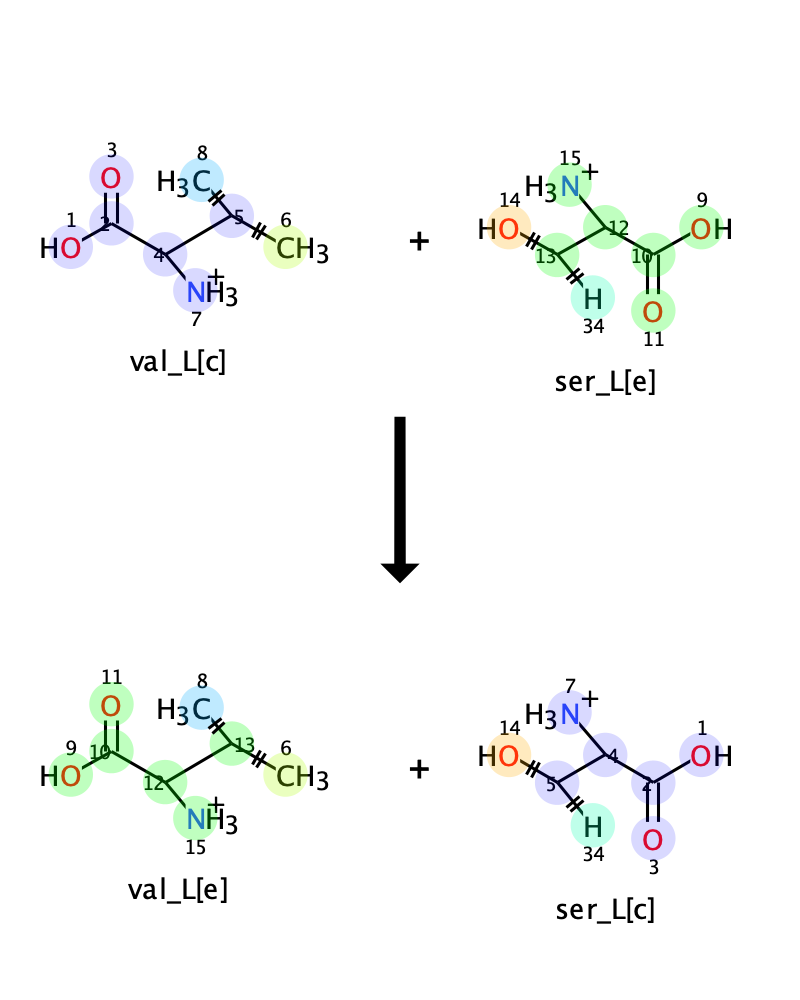 3 8 15 +
O H3C H3N 14 9
1 2 5 6 HO 12 OH
HO 4 CH3 + 13 10
+ H O
NH3 34 11
7
val_L[c] ser_L[e]
11 8 7 +
O H3C H3N 14 1
9 10 13 6 HO 4 OH
HO 12 CH3 + 5 2
+ H O
NH3 34 3
15
val_L[e] ser_L[c]